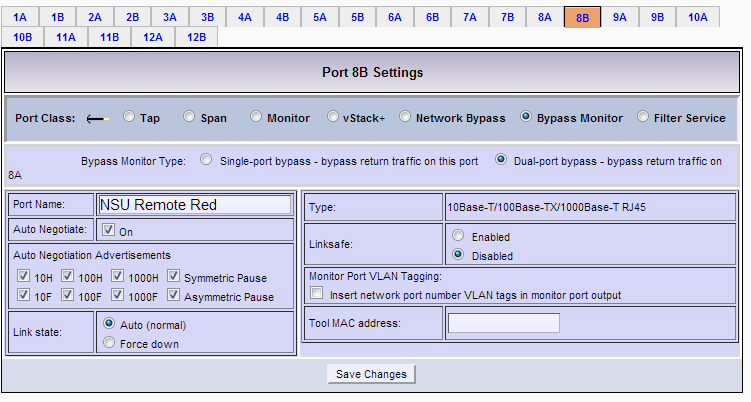 1A 1B 2A 2B 3A 3B 4A 4B 5A 5B 6A 6B 7A 7B 8A 8B 9A 9B 10A
10B 11A 11B 12A 12B
Port 8B Settings
Port Class: Tap Span Monitor vStack+ Network Bypass Bypass Monitor Filter Service
Bypass Monitor Type: Single-port bypass - bypass return traffic on this port Dual-port bypass - bypass return traffic on
8A
Port Name: NSU Remote Red
Auto Negotiate: On
Auto Negotiation Advertisements
10H 100H 1000H Symmetric Pause
10F 100F 1000F Asymmetric Pause
Link state: Auto (normal)
Force down
Type: 10Base-T/100Base-TX/1000Base-T RJ45
Linksafe: Enabled
Disabled
Monitor Port VLAN Tagging:
Insert network port number VLAN tags in monitor port output
Tool MAC address:
Save Changes